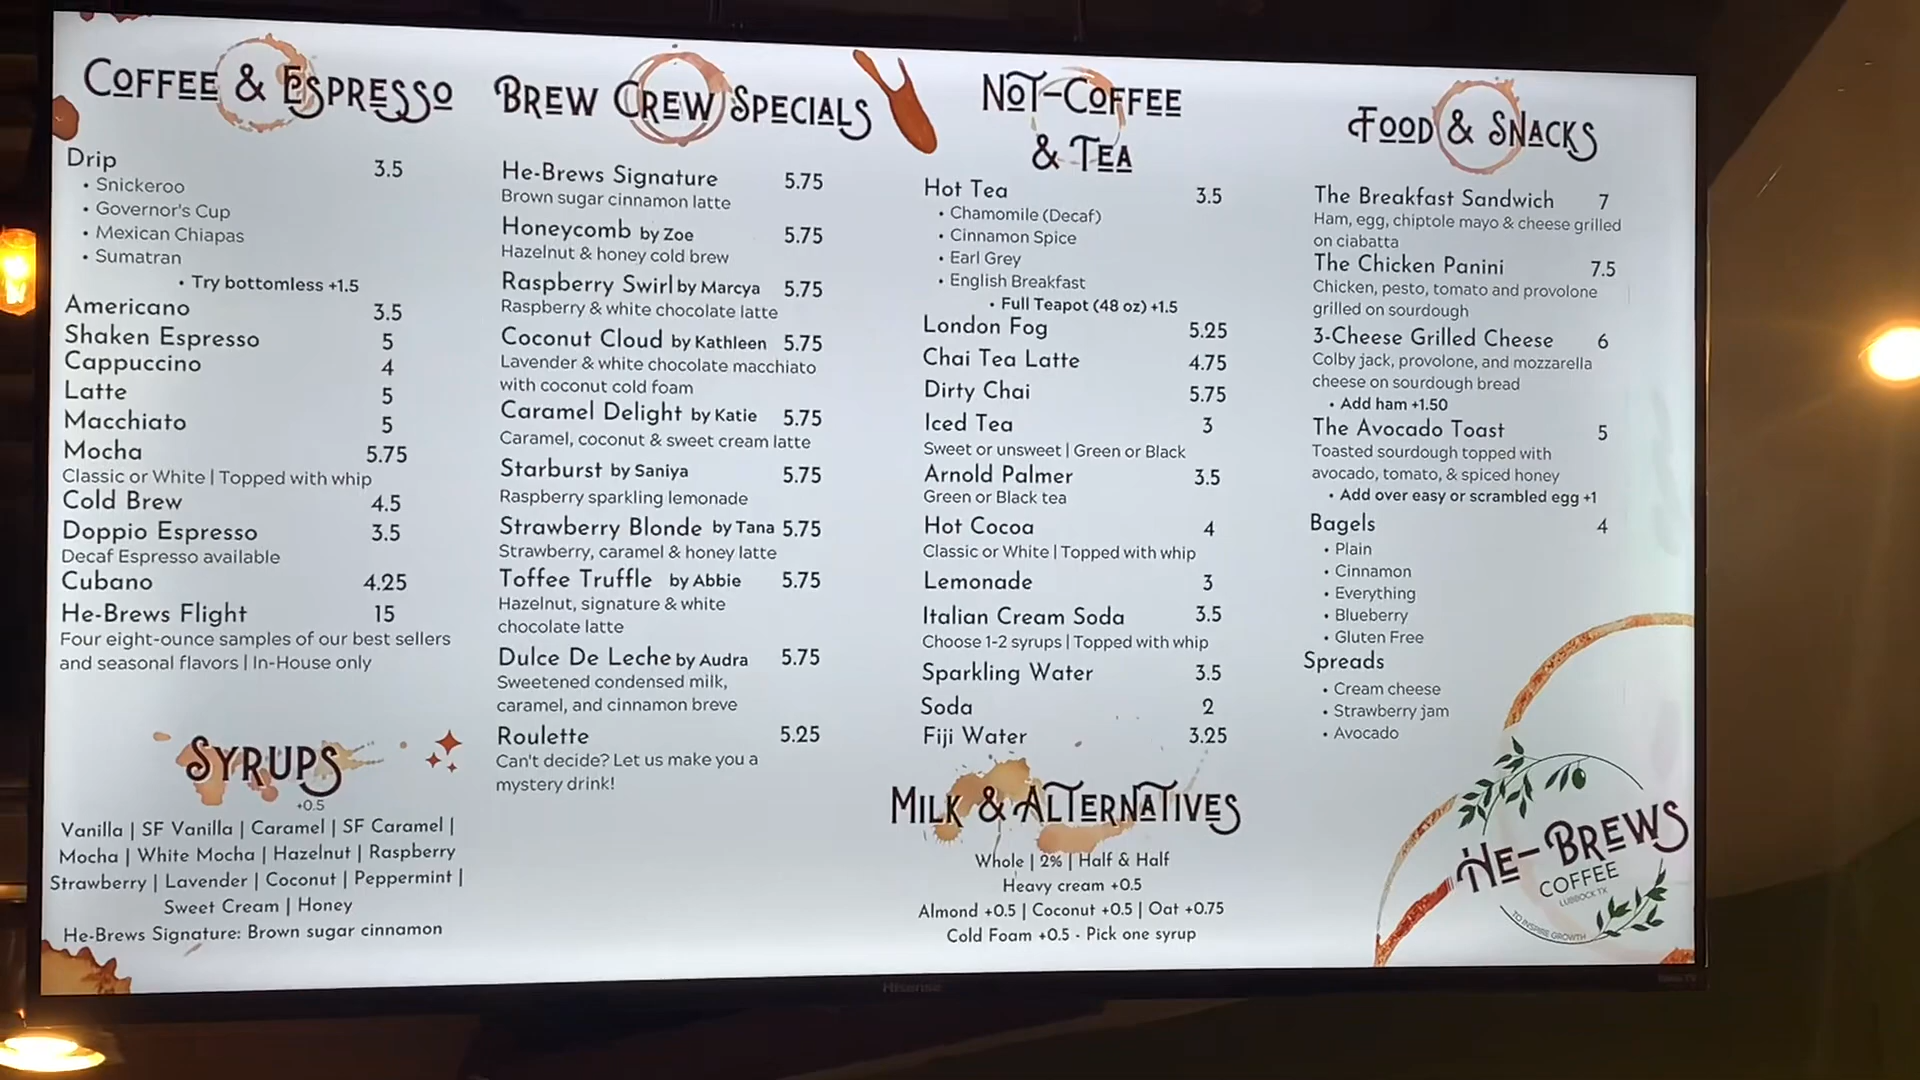 COFFEE & ESPRESSO
Drip 3.5
• Snickeroo
• Governor's Cup
• Mexican Chiapas
• Sumatran
• Try bottomless +1.5
Americano 3.5
Shaken Espresso 5
Cappuccino 4
Latte 5
Macchiato 5
Mocha 5.75
Classic or White | Topped with whip
Cold Brew 4.5
Doppio Espresso 3.5
Decaf Espresso available
Cubano 4.25
He-Brews Flight 15
Four eight-ounce samples of our best sellers
and seasonal flavors | In-House only
SYRUPS
+0.5
Vanilla | SF Vanilla | Caramel | SF Caramel |
Mocha | White Mocha | Hazelnut | Raspberry
Strawberry | Lavender | Coconut | Peppermint |
Sweet Cream | Honey
He-Brews Signature: Brown sugar cinnamon
BREW CREW SPECIALS
He-Brews Signature 5.75
Brown sugar cinnamon latte
Honeycomb by Zoe 5.75
Hazelnut & honey cold brew
Raspberry Swirl by Marcya 5.75
Raspberry & white chocolate latte
Coconut Cloud by Kathleen 5.75
Lavender & white chocolate macchiato
with coconut cold foam
Caramel Delight by Katie 5.75
Caramel, coconut & sweet cream latte
Starburst by Saniya 5.75
Raspberry sparkling lemonade
Strawberry Blonde by Tana 5.75
Strawberry, caramel & honey latte
Toffee Truffle by Abbie 5.75
Hazelnut, signature & white
chocolate latte
Dulce De Leche by Audra 5.75
Sweetened condensed milk,
caramel, and cinnamon breve
Roulette 5.25
Can't decide? Let us make you a
mystery drink!
NOT-COFFEE
& TEA
Hot Tea 3.5
• Chamomile (Decaf)
• Cinnamon Spice
• Earl Grey
• English Breakfast
• Full Teapot (48 oz) +1.5
London Fog 5.25
Chai Tea Latte 4.75
Dirty Chai 5.75
Iced Tea 3
Sweet or unsweet | Green or Black
Arnold Palmer 3.5
Green or Black tea
Hot Cocoa 4
Classic or White | Topped with whip
Lemonade 3
Italian Cream Soda 3.5
Choose 1-2 syrups | Topped with whip
Sparkling Water 3.5
Soda 2
Fiji Water 3.25
MILK & ALTERNATIVES
Whole | 2% | Half & Half
Heavy cream +0.5
Almond +0.5 | Coconut +0.5 | Oat +0.75
Cold Foam +0.5 - Pick one syrup
FOOD & SNACKS
The Breakfast Sandwich 7
Ham, egg, chiptole mayo & cheese grilled
on ciabatta
The Chicken Panini 7.5
Chicken, pesto, tomato and provolone
grilled on sourdough
3-Cheese Grilled Cheese 6
Colby jack, provolone, and mozzarella
cheese on sourdough bread
• Add ham +1.50
The Avocado Toast 5
Toasted sourdough topped with
avocado, tomato, & spiced honey
• Add over easy or scrambled egg +1
Bagels 4
• Plain
• Cinnamon
• Everything
• Blueberry
• Gluten Free
Spreads
• Cream cheese
• Strawberry jam
• Avocado
HE-BREWS
COFFEE
LUBBOCK TX
TO INSPIRE GROWTH
Hisense
Roku TV